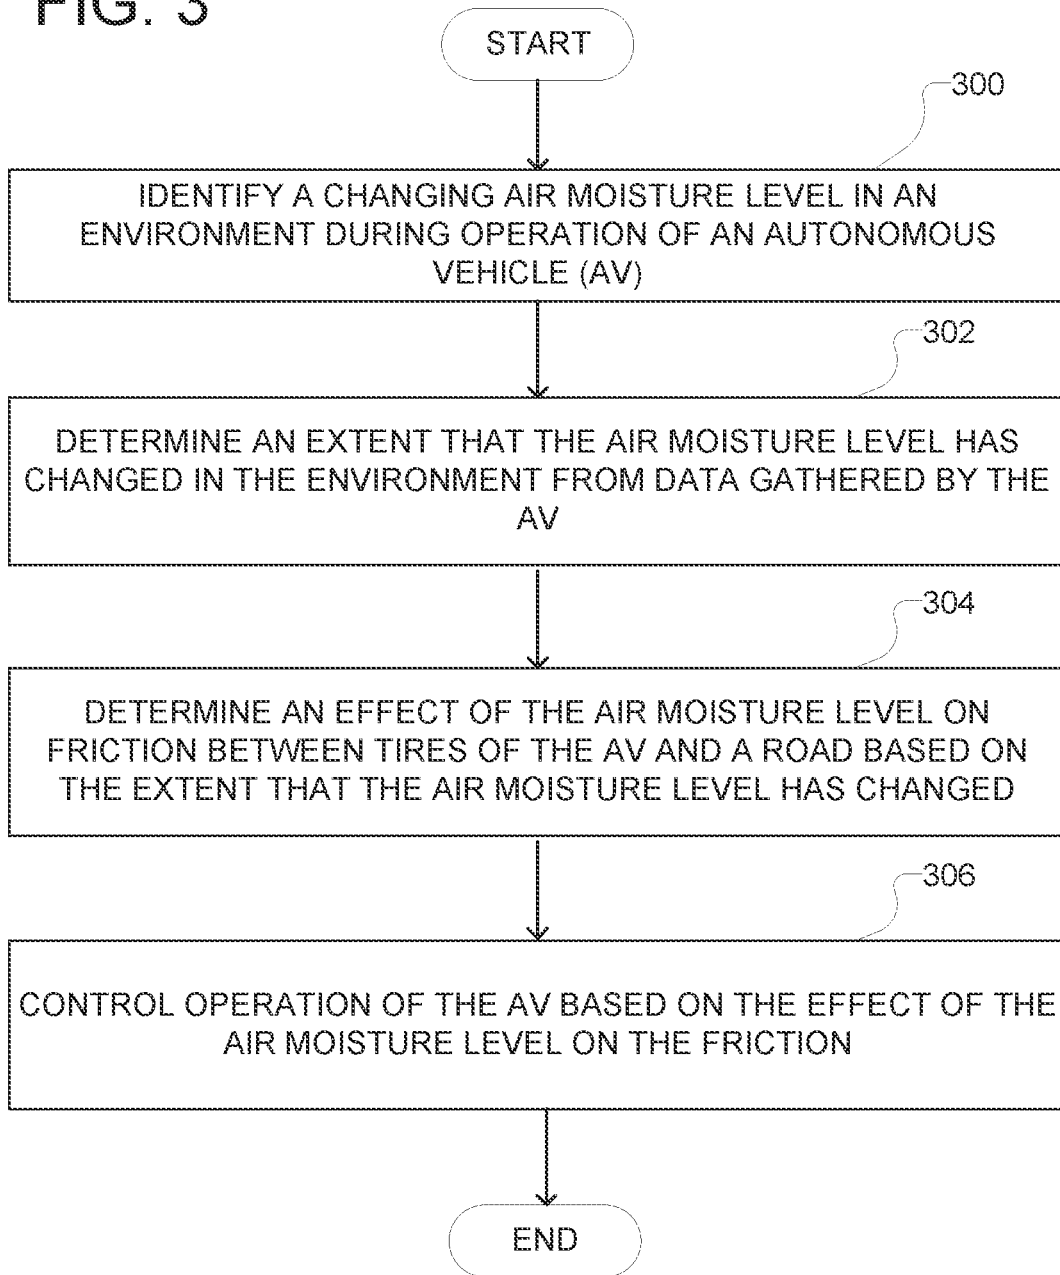 FIG. 3
START
300
IDENTIFY A CHANGING AIR MOISTURE LEVEL IN AN
ENVIRONMENT DURING OPERATION OF AN AUTONOMOUS
VEHICLE (AV)
302
DETERMINE AN EXTENT THAT THE AIR MOISTURE LEVEL HAS
CHANGED IN THE ENVIRONMENT FROM DATA GATHERED BY THE
AV
304
DETERMINE AN EFFECT OF THE AIR MOISTURE LEVEL ON
FRICTION BETWEEN TIRES OF THE AV AND A ROAD BASED ON
THE EXTENT THAT THE AIR MOISTURE LEVEL HAS CHANGED
306
CONTROL OPERATION OF THE AV BASED ON THE EFFECT OF THE
AIR MOISTURE LEVEL ON THE FRICTION
END